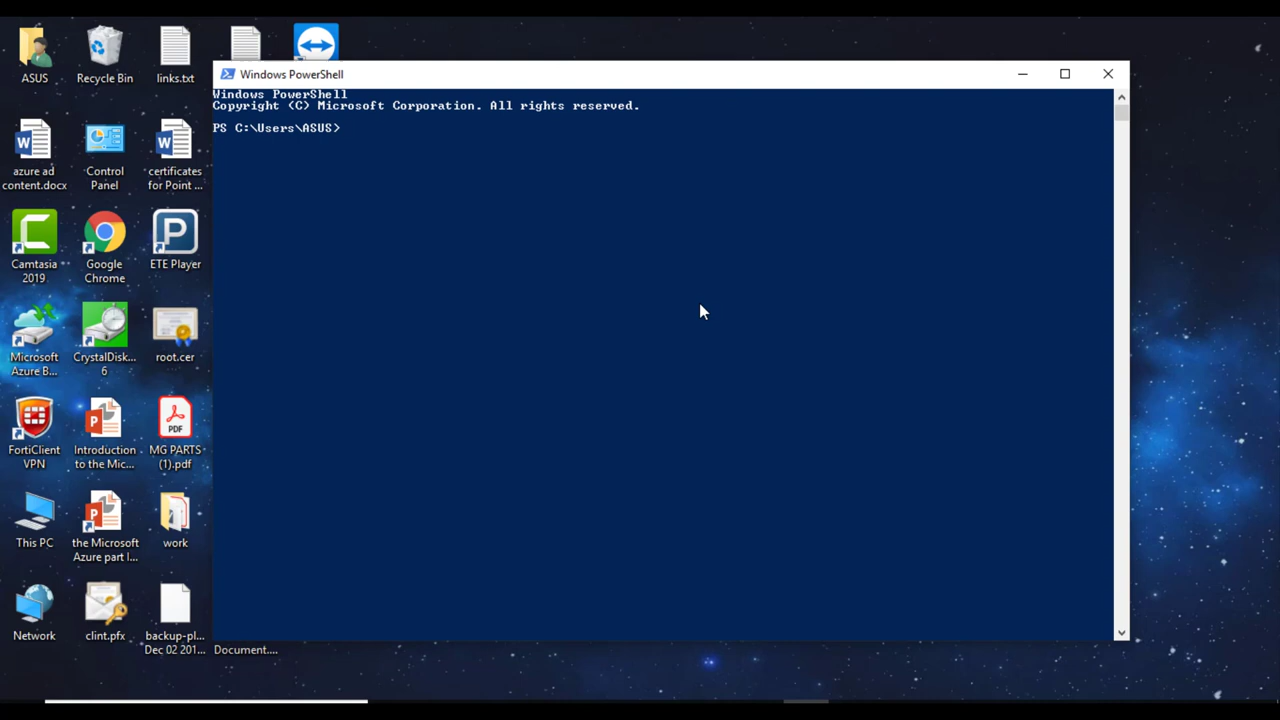 Windows PowerShell
Windows PowerShell
Copyright (C) Microsoft Corporation. All rights reserved.
PS C:\Users\ASUS>
ASUS
Recycle Bin
links.txt
azure ad
content.docx
Control
Panel
certificates
for Point ...
Camtasia
2019
Google
Chrome
ETE Player
Microsoft
Azure B...
CrystalDisk...
6
root.cer
FortiClient
VPN
Introduction
to the Mic...
MG PARTS
(1).pdf
This PC
the Microsoft
Azure part I...
work
Network
clint.pfx
backup-pl...
Dec 02 201...
Document....
PDF